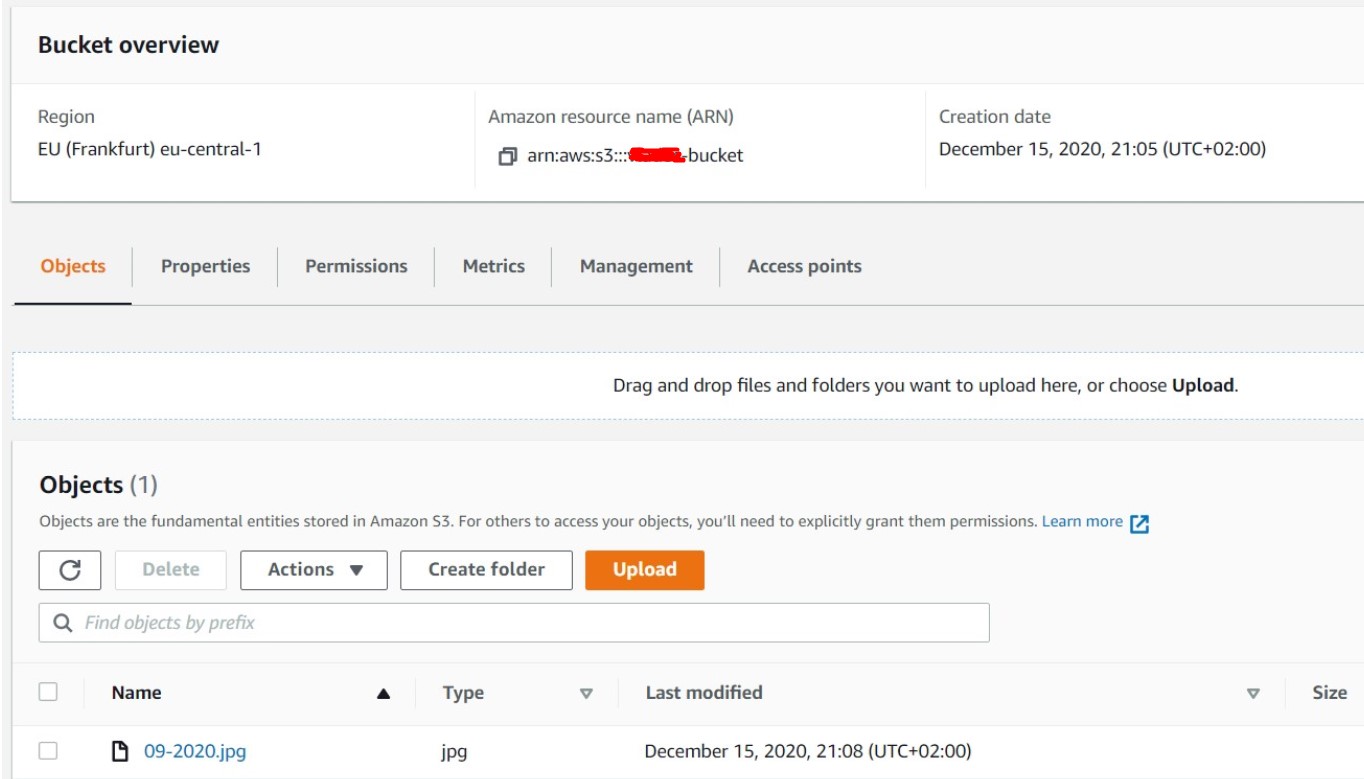 Bucket overview
Region
EU (Frankfurt) eu-central-1
Amazon resource name (ARN)
arn:aws:s3:::-bucket
Creation date
December 15, 2020, 21:05 (UTC+02:00)
Objects Properties Permissions Metrics Management Access points
Drag and drop files and folders you want to upload here, or choose Upload.
Objects (1)
Objects are the fundamental entities stored in Amazon S3. For others to access your objects, you'll need to explicitly grant them permissions. Learn more
Delete Actions Create folder Upload
Find objects by prefix
Name Type Last modified Size
09-2020.jpg jpg December 15, 2020, 21:08 (UTC+02:00)